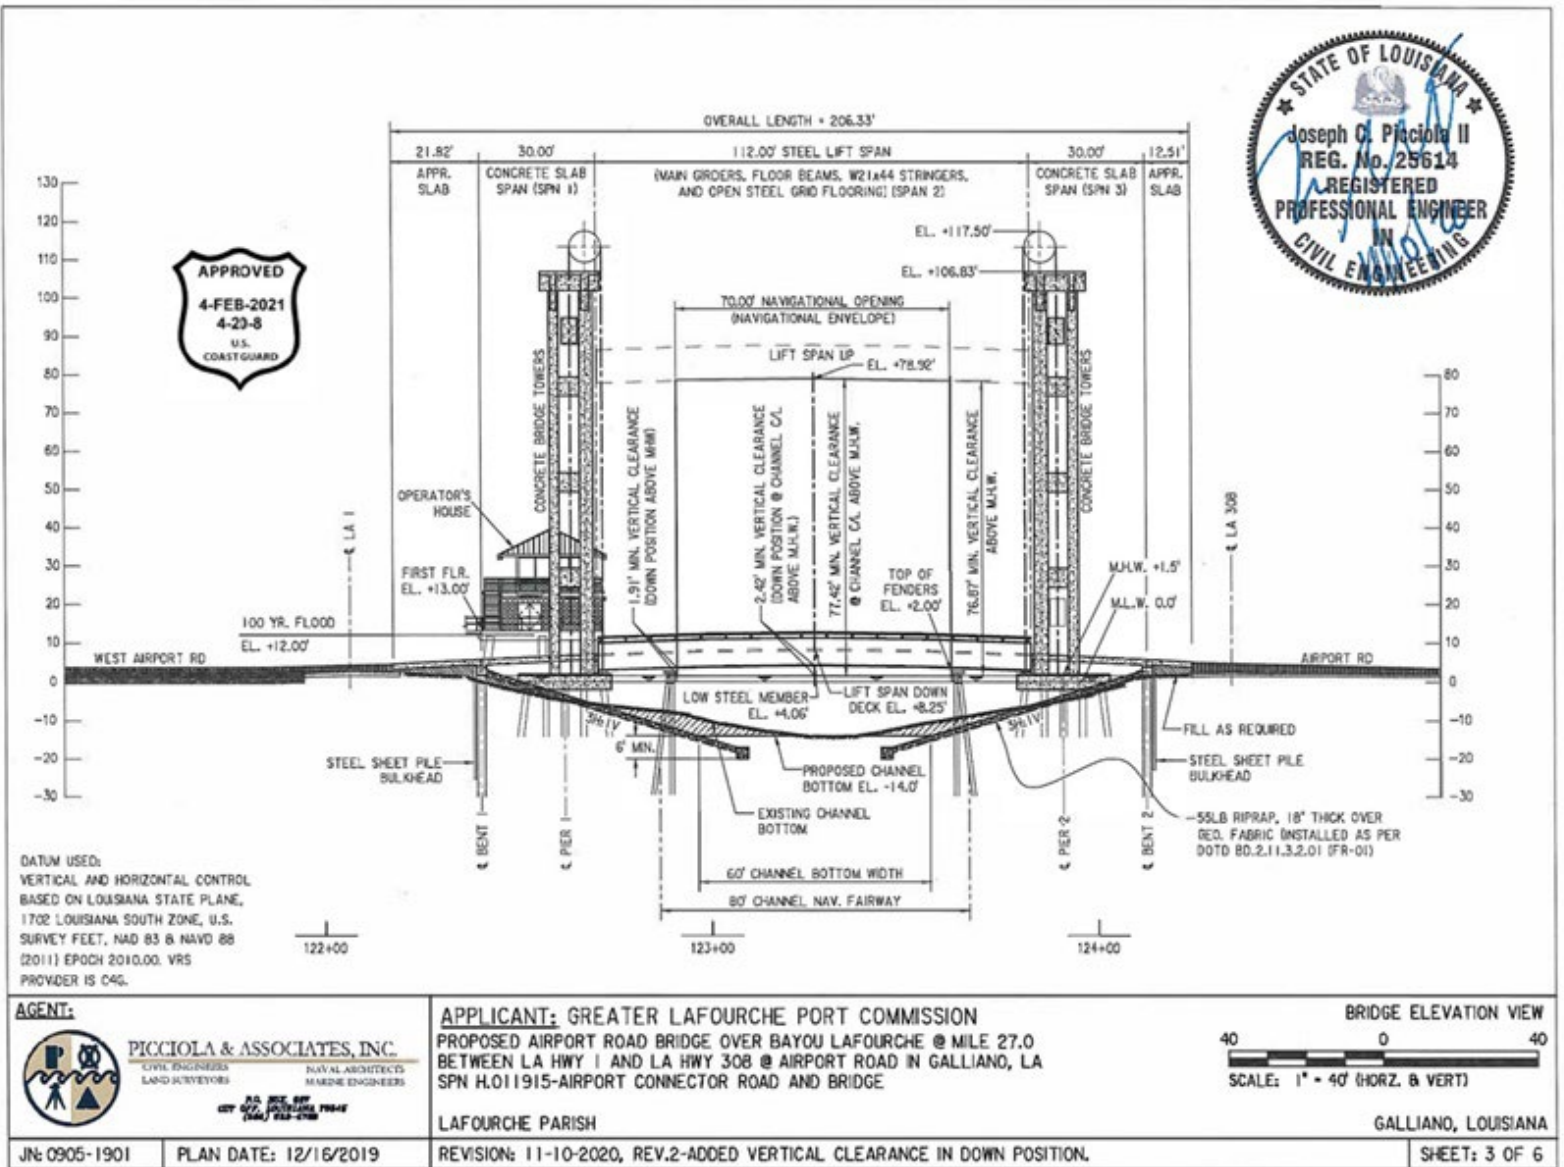 STATE OF LOUISIANA
Joseph C. Picciola II
REG. No. 25614
REGISTERED
PROFESSIONAL ENGINEER
IN
CIVIL ENGINEERING
OVERALL LENGTH = 206.33'
21.82'
APPR.
SLAB
30.00'
CONCRETE SLAB
SPAN (SPN 1)
112.00' STEEL LIFT SPAN
(MAIN GIRDERS, FLOOR BEAMS, W21x44 STRINGERS,
AND OPEN STEEL GRID FLOORING) (SPAN 2)
30.00'
CONCRETE SLAB
SPAN (SPN 3)
12.51'
APPR.
SLAB
130
120
110
100
90
80
70
60
50
40
30
20
10
0
-10
-20
-30
APPROVED
4-FEB-2021
4-20-8
U.S.
COAST GUARD
EL. +117.50'
EL. +106.83'
70.00' NAVIGATIONAL OPENING
(NAVIGATIONAL ENVELOPE)
LIFT SPAN UP
EL. +78.92'
CONCRETE BRIDGE TOWERS
1.91' MIN. VERTICAL CLEARANCE
(DOWN POSITION ABOVE MHW)
2.42' MIN. VERTICAL CLEARANCE
(DOWN POSITION @ CHANNEL C/L
ABOVE M.H.W.)
77.42' MIN. VERTICAL CLEARANCE
@ CHANNEL C/L ABOVE M.H.W.
76.87' MIN. VERTICAL CLEARANCE
ABOVE M.H.W.
CONCRETE BRIDGE TOWERS
80
70
60
50
40
30
20
10
0
-10
-20
-30
OPERATOR'S
HOUSE
℄ LA 1
℄ LA 308
FIRST FLR.
EL. +13.00'
TOP OF
FENDERS
EL. +2.00'
M.H.W. +1.5'
M.L.W. 0.0'
100 YR. FLOOD
EL. +12.00'
WEST AIRPORT RD
AIRPORT RD
LOW STEEL MEMBER
EL. +4.06'
LIFT SPAN DOWN
DECK EL. +8.25'
3H:1V
3H:1V
6' MIN.
FILL AS REQUIRED
STEEL SHEET PILE
BULKHEAD
STEEL SHEET PILE
BULKHEAD
PROPOSED CHANNEL
BOTTOM EL. -14.0'
EXISTING CHANNEL
BOTTOM
55LB RIPRAP, 18" THICK OVER
GEO. FABRIC (INSTALLED AS PER
DOTD BD.2.11.3.2.01 (FR-01)
℄ BENT 1
℄ PIER 1
℄ PIER 2
℄ BENT 2
60' CHANNEL BOTTOM WIDTH
80' CHANNEL NAV. FAIRWAY
122+00
123+00
124+00
DATUM USED:
VERTICAL AND HORIZONTAL CONTROL
BASED ON LOUISIANA STATE PLANE,
1702 LOUISIANA SOUTH ZONE, U.S.
SURVEY FEET, NAD 83 & NAVD 88
(2011) EPOCH 2010.00. VRS
PROVIDER IS C4G.
AGENT:
PICCIOLA & ASSOCIATES, INC.
CIVIL ENGINEERS
LAND SURVEYORS
NAVAL ARCHITECTS
MARINE ENGINEERS
APPLICANT: GREATER LAFOURCHE PORT COMMISSION
PROPOSED AIRPORT ROAD BRIDGE OVER BAYOU LAFOURCHE @ MILE 27.0
BETWEEN LA HWY 1 AND LA HWY 308 @ AIRPORT ROAD IN GALLIANO, LA
SPN H.011915-AIRPORT CONNECTOR ROAD AND BRIDGE
LAFOURCHE PARISH
BRIDGE ELEVATION VIEW
40 0 40
SCALE: 1" - 40' (HORZ. & VERT)
GALLIANO, LOUISIANA
JN: 0905-1901
PLAN DATE: 12/16/2019
REVISION: 11-10-2020, REV.2-ADDED VERTICAL CLEARANCE IN DOWN POSITION.
SHEET: 3 OF 6